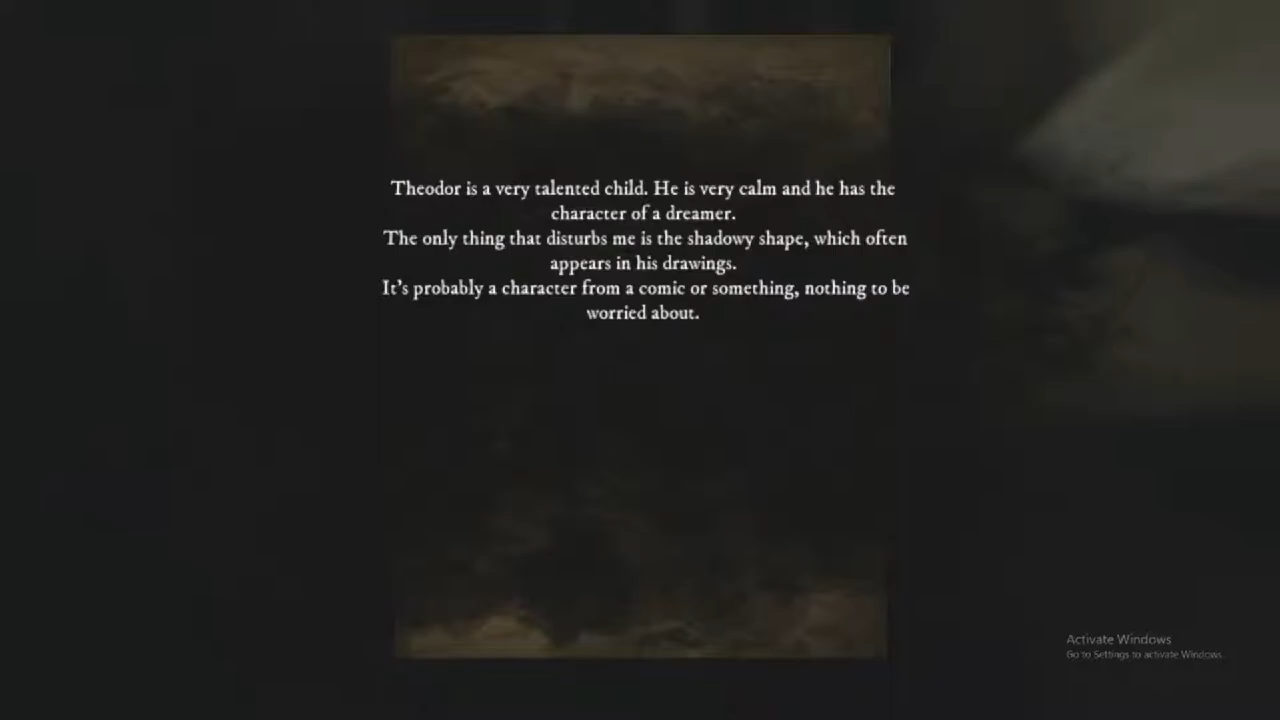 Theodor is a very talented child. He is very calm and he has the
character of a dreamer.
The only thing that disturbs me is the shadowy shape, which often
appears in his drawings.
It's probably a character from a comic or something, nothing to be
worried about.
Activate Windows
Go to Settings to activate Windows.